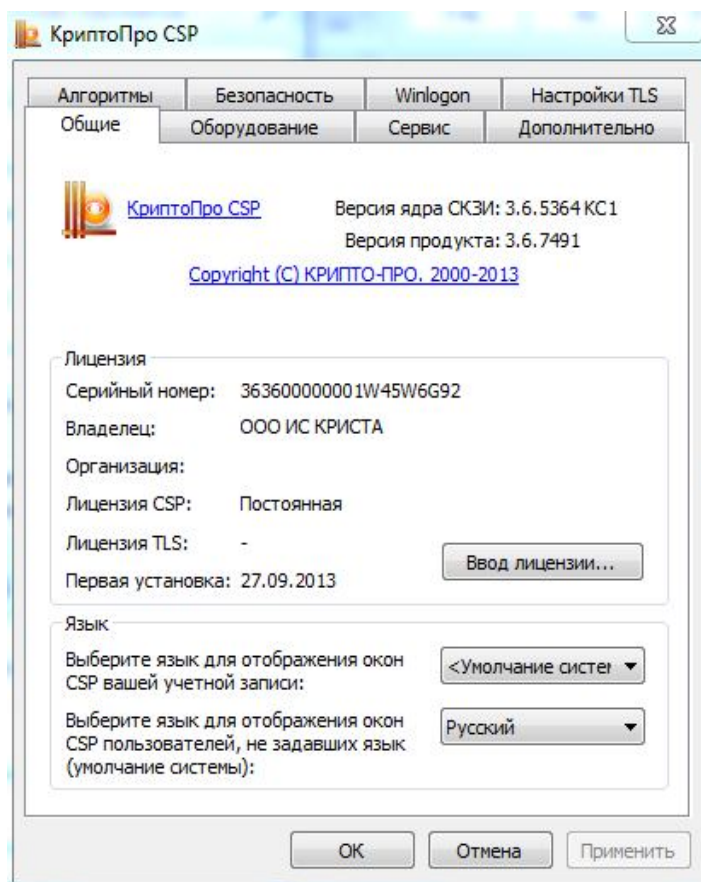 КриптоПро CSP
Алгоритмы Безопасность Winlogon Настройки TLS
Общие Оборудование Сервис Дополнительно
КриптоПро CSP Версия ядра СКЗИ: 3.6.5364 КС1
Версия продукта: 3.6.7491
Copyright (C) КРИПТО-ПРО. 2000-2013
Лицензия
Серийный номер: 363600000001W45W6G92
Владелец: ООО ИС КРИСТА
Организация:
Лицензия CSP: Постоянная
Лицензия TLS: -
Ввод лицензии...
Первая установка: 27.09.2013
Язык
Выберите язык для отображения окон
CSP вашей учетной записи:
<Умолчание систег
Выберите язык для отображения окон
CSP пользователей, не задавших язык
(умолчание системы):
Русский
ОК Отмена Применить